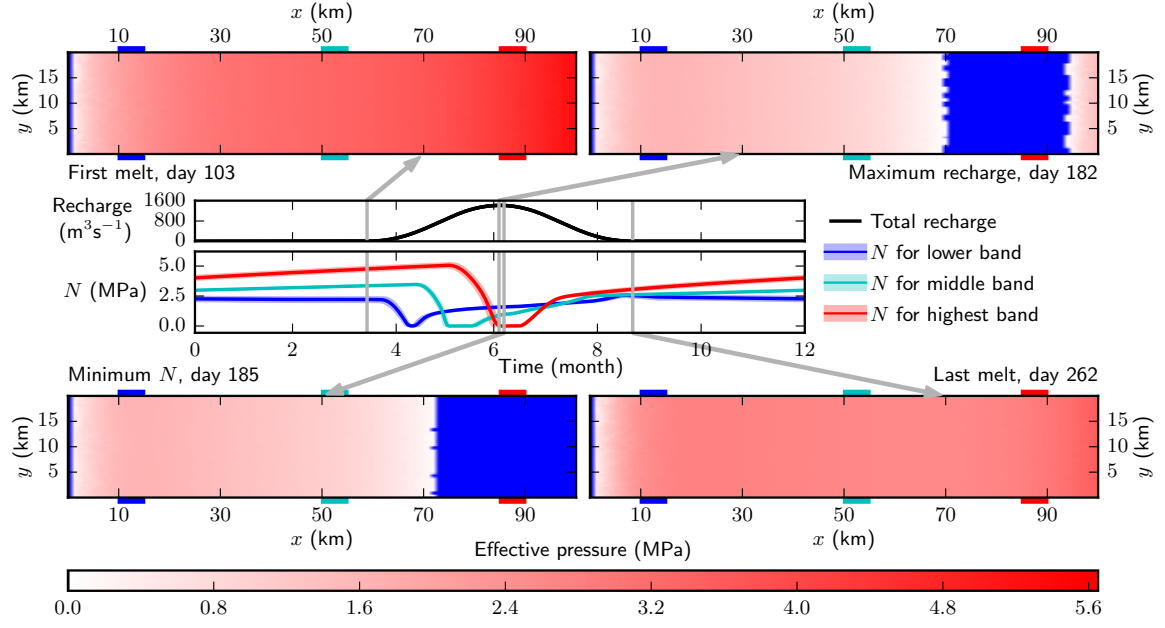 x (km) x (km)
10 30 50 70 90 10 30 50 70 90
y (km) 15 10 5 15 10 5 y (km)
First melt, day 103 Maximum recharge, day 182
Recharge (m³s⁻¹) 1600 800 0
N (MPa) 5.0 2.5 0.0
0 2 4 6 8 10 12
Time (month)
Total recharge
N for lower band
N for middle band
N for highest band
Minimum N, day 185 Last melt, day 262
y (km) 15 10 5 15 10 5 y (km)
10 30 50 70 90 10 30 50 70 90
x (km) x (km)
Effective pressure (MPa)
0.0 0.8 1.6 2.4 3.2 4.0 4.8 5.6